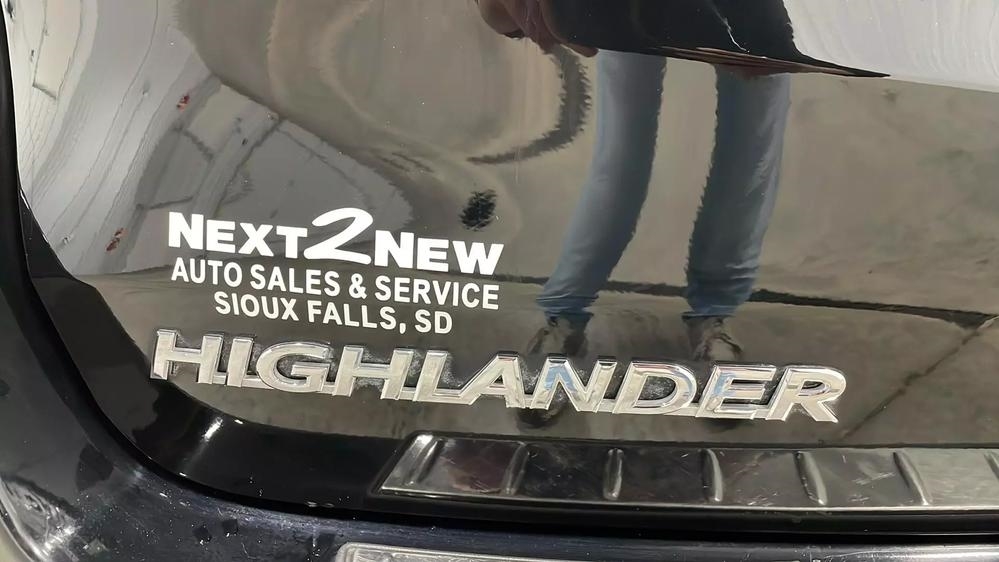 NEXT2NEW
AUTO SALES & SERVICE
SIOUX FALLS, SD
HIGHLANDER